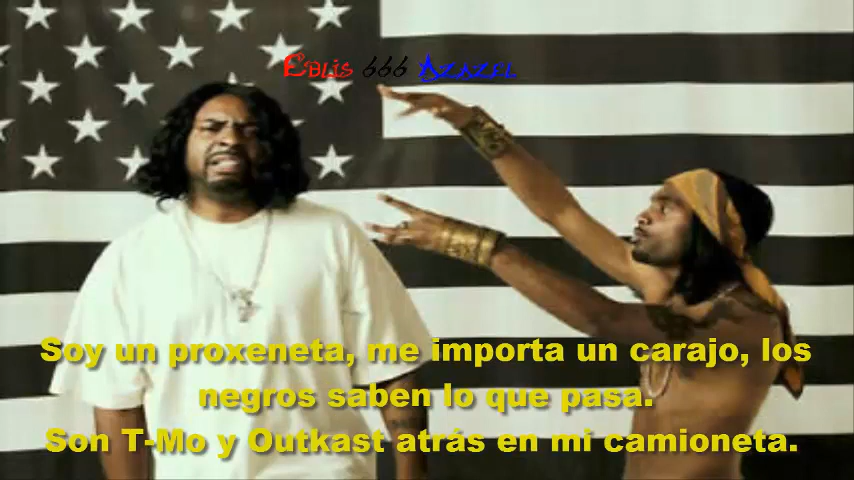 Eblis 666 Azazel
Soy un proxeneta, me importa un carajo, los
negros saben lo que pasa.
Son T-Mo y Outkast atrás en mi camioneta.